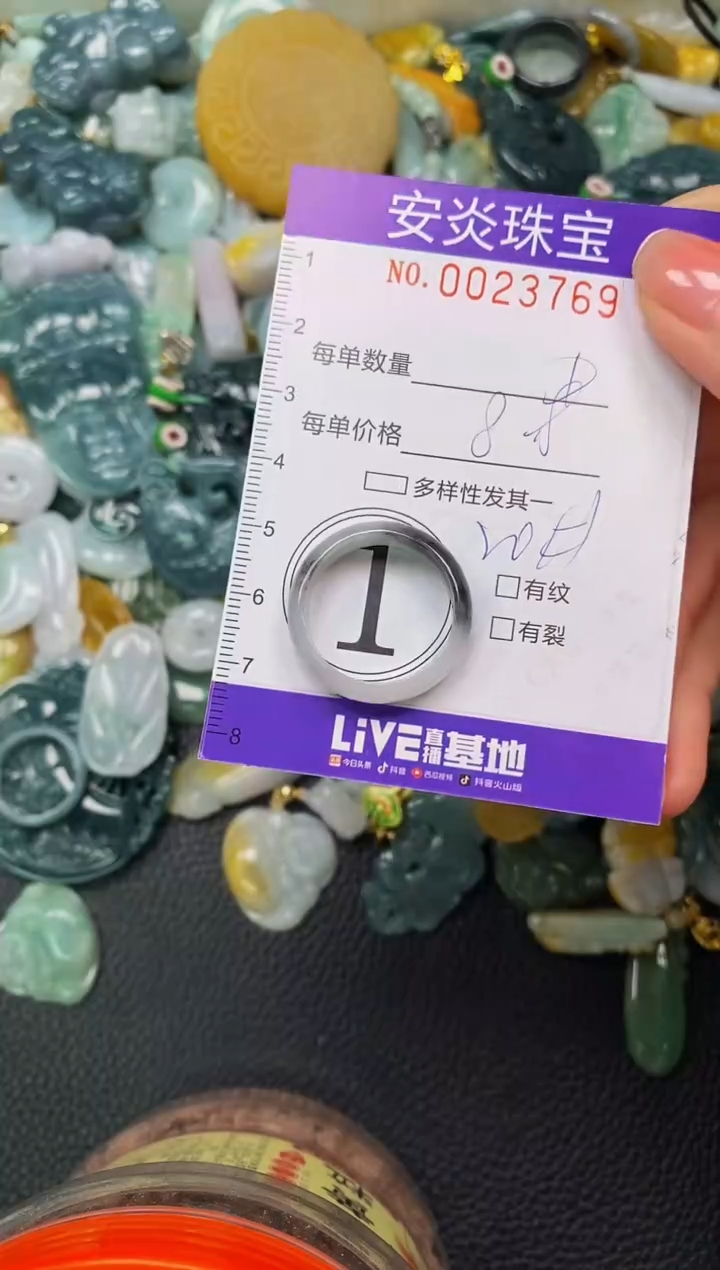 安炎珠宝
NO.0023769
1
2
3
4
5
6
7
8
每单数量
每单价格 8
多样性发其一
1
有纹
有裂
LiVE直播基地
今日头条 抖音 西瓜视频 抖音火山版